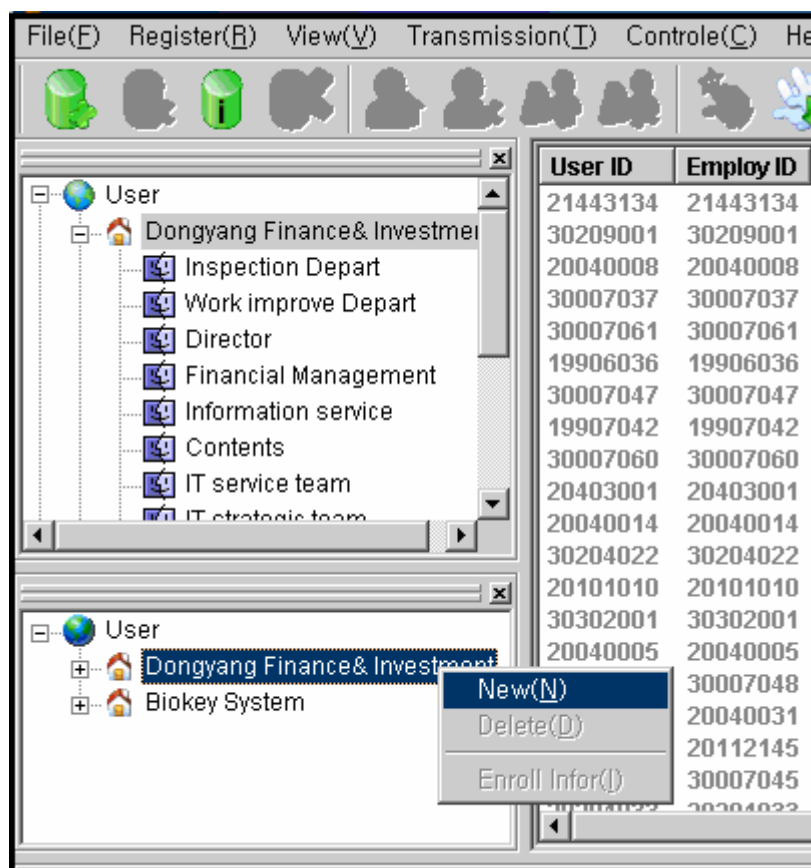 File(F) Register(R) View(V) Transmission(T) Controle(C) He
User
Dongyang Finance& Investmen
Inspection Depart
Work improve Depart
Director
Financial Management
Information service
Contents
IT service team
IT strategic team
User
Dongyang Finance& Investment
Biokey System
New(N)
Delete(D)
Enroll Infor(I)
User ID Employ ID
21443134 21443134
30209001 30209001
20040008 20040008
30007037 30007037
30007061 30007061
19906036 19906036
30007047 30007047
19907042 19907042
30007060 30007060
20403001 20403001
20040014 20040014
30204022 30204022
20101010 20101010
30302001 30302001
20040005 20040005
30007048
20040031
20112145
30007045